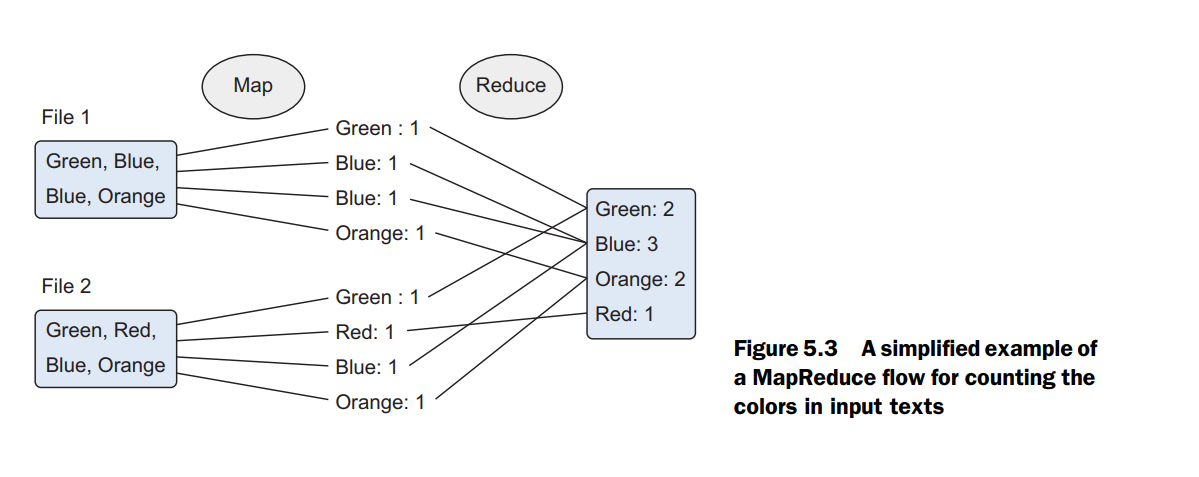 Map
Reduce
File 1
Green, Blue,
Blue, Orange
Green : 1
Blue: 1
Blue: 1
Orange: 1
File 2
Green, Red,
Blue, Orange
Green : 1
Red: 1
Blue: 1
Orange: 1
Green: 2
Blue: 3
Orange: 2
Red: 1
Figure 5.3 A simplified example of
a MapReduce flow for counting the
colors in input texts